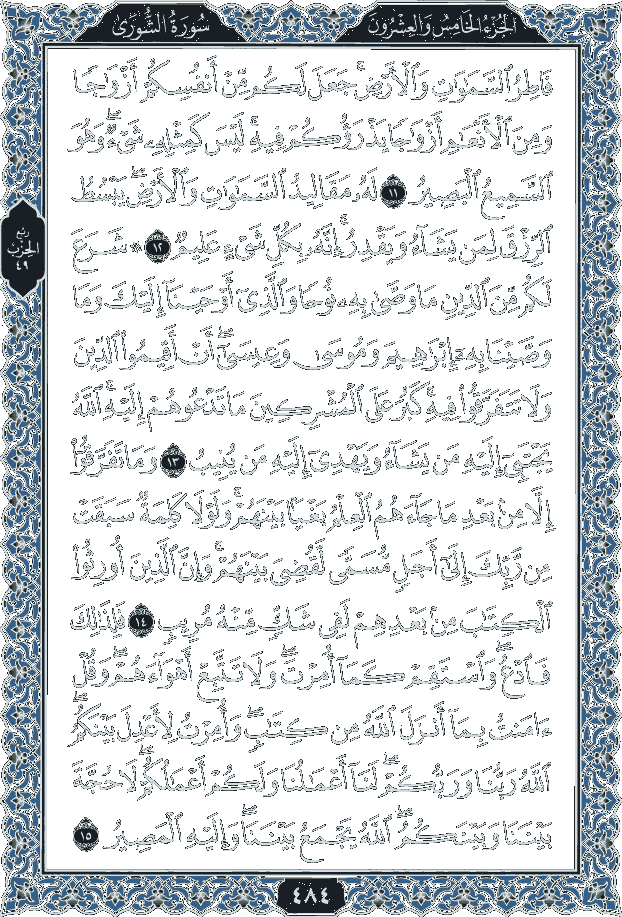 الجزء الخامس والعشرون
سورة الشورى
فَاطِرُ ٱلسَّمَٰوَٰتِ وَٱلْأَرْضِ ۚ جَعَلَ لَكُم مِّنْ أَنفُسِكُمْ أَزْوَٰجًا
وَمِنَ ٱلْأَنْعَٰمِ أَزْوَٰجًا يَذْرَؤُكُمْ فِيهِ ۚ لَيْسَ كَمِثْلِهِۦ شَىْءٌ ۖ وَهُوَ
ٱلسَّمِيعُ ٱلْبَصِيرُ ١١ لَهُۥ مَقَالِيدُ ٱلسَّمَٰوَٰتِ وَٱلْأَرْضِ ۖ يَبْسُطُ
ٱلرِّزْقَ لِمَن يَشَآءُ وَيَقْدِرُ ۚ إِنَّهُۥ بِكُلِّ شَىْءٍ عَلِيمٌ ١٢ ۞ شَرَعَ
لَكُم مِّنَ ٱلدِّينِ مَا وَصَّىٰ بِهِۦ نُوحًا وَٱلَّذِىٓ أَوْحَيْنَآ إِلَيْكَ وَمَا
وَصَّيْنَا بِهِۦٓ إِبْرَٰهِيمَ وَمُوسَىٰ وَعِيسَىٰٓ ۖ أَنْ أَقِيمُوا۟ ٱلدِّينَ
وَلَا تَتَفَرَّقُوا۟ فِيهِ ۚ كَبُرَ عَلَى ٱلْمُشْرِكِينَ مَا تَدْعُوهُمْ إِلَيْهِ ۚ ٱللَّهُ
يَجْتَبِىٓ إِلَيْهِ مَن يَشَآءُ وَيَهْدِىٓ إِلَيْهِ مَن يُنِيبُ ١٣ وَمَا تَفَرَّقُوٓا۟
إِلَّا مِنۢ بَعْدِ مَا جَآءَهُمُ ٱلْعِلْمُ بَغْيًۢا بَيْنَهُمْ ۚ وَلَوْلَا كَلِمَةٌ سَبَقَتْ
مِن رَّبِّكَ إِلَىٰٓ أَجَلٍ مُّسَمًّى لَّقُضِىَ بَيْنَهُمْ ۚ وَإِنَّ ٱلَّذِينَ أُورِثُوا۟
ٱلْكِتَٰبَ مِنۢ بَعْدِهِمْ لَفِى شَكٍّ مِّنْهُ مُرِيبٍ ١٤ فَلِذَٰلِكَ
فَٱدْعُ ۖ وَٱسْتَقِمْ كَمَآ أُمِرْتَ ۖ وَلَا تَتَّبِعْ أَهْوَآءَهُمْ ۖ وَقُلْ
ءَامَنتُ بِمَآ أَنزَلَ ٱللَّهُ مِن كِتَٰبٍ ۖ وَأُمِرْتُ لِأَعْدِلَ بَيْنَكُمُ ۖ
ٱللَّهُ رَبُّنَا وَرَبُّكُمْ ۖ لَنَآ أَعْمَٰلُنَا وَلَكُمْ أَعْمَٰلُكُمْ ۖ لَا حُجَّةَ
بَيْنَنَا وَبَيْنَكُمُ ۖ ٱللَّهُ يَجْمَعُ بَيْنَنَا ۖ وَإِلَيْهِ ٱلْمَصِيرُ ١٥
ربع
الحزب
٤٩
٤٨٤